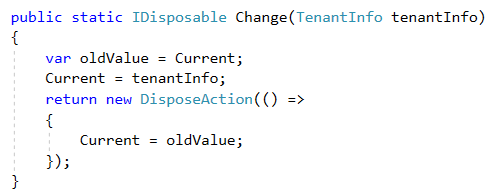 public static IDisposable Change(TenantInfo tenantInfo)
{
    var oldValue = Current;
    Current = tenantInfo;
    return new DisposeAction(() =>
    {
        Current = oldValue;
    });
}